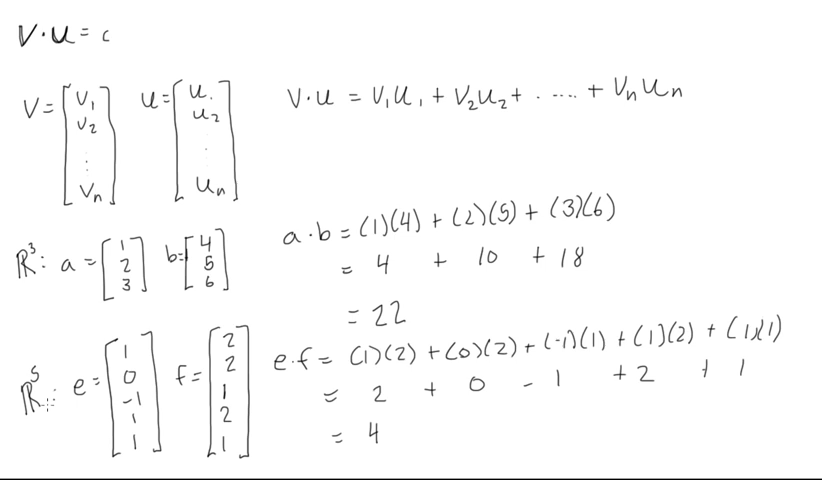 V·u = c
V = [V₁ V₂ ⋮ Vₙ] u = [u₁ u₂ ⋮ uₙ] V·u = V₁u₁ + V₂u₂ + · ···· + Vₙuₙ
ℝ³: a = [1 2 3] b = [4 5 6] a·b = (1)(4) + (2)(5) + (3)(6)
= 4 + 10 + 18
= 22
ℝ⁵: e = [1 0 -1 1 1] f = [2 2 1 2 1] e·f = (1)(2) + (0)(2) + (-1)(1) + (1)(2) + (1)(1)
= 2 + 0 - 1 + 2 + 1
= 4